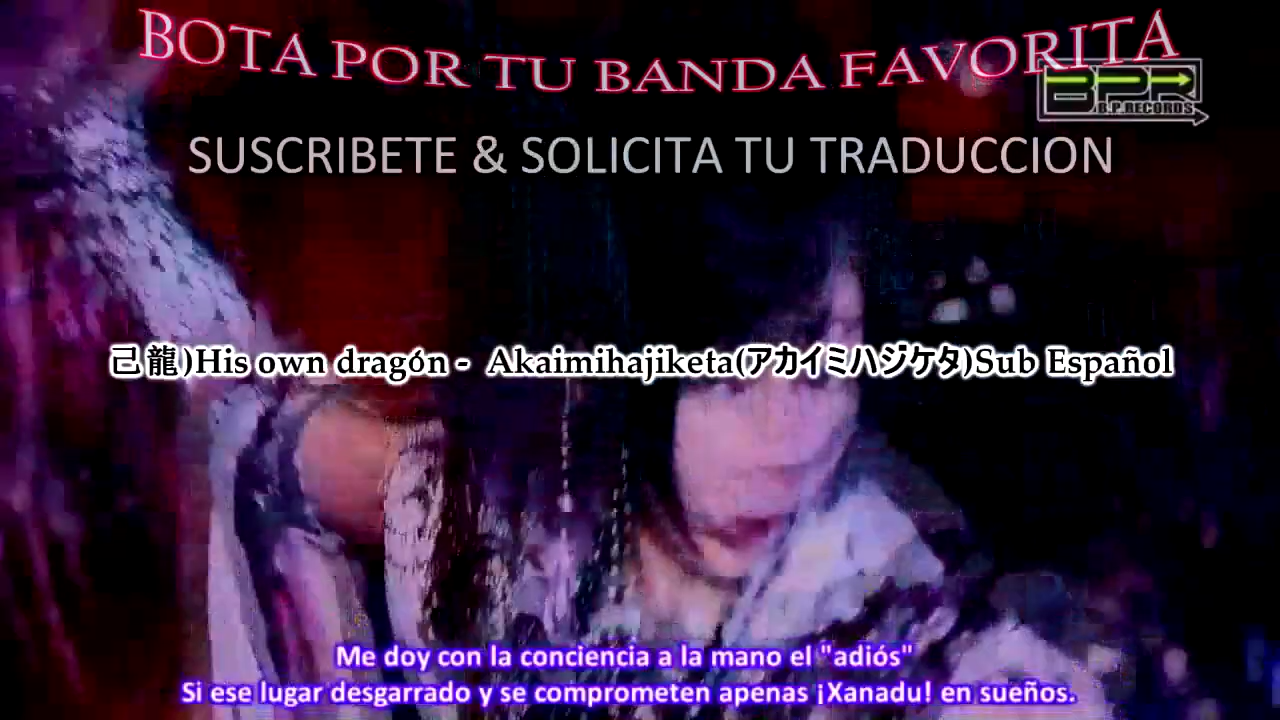 BOTA POR TU BANDA FAVORITA
BPR
B.P.RECORDS
SUSCRIBETE & SOLICITA TU TRADUCCION
己龍)His own dragón - Akaimihajiketa(アカイミハジケタ)Sub Español
Me doy con la conciencia a la mano el "adiós"
Si ese lugar desgarrado y se comprometen apenas ¡Xanadu! en sueños.